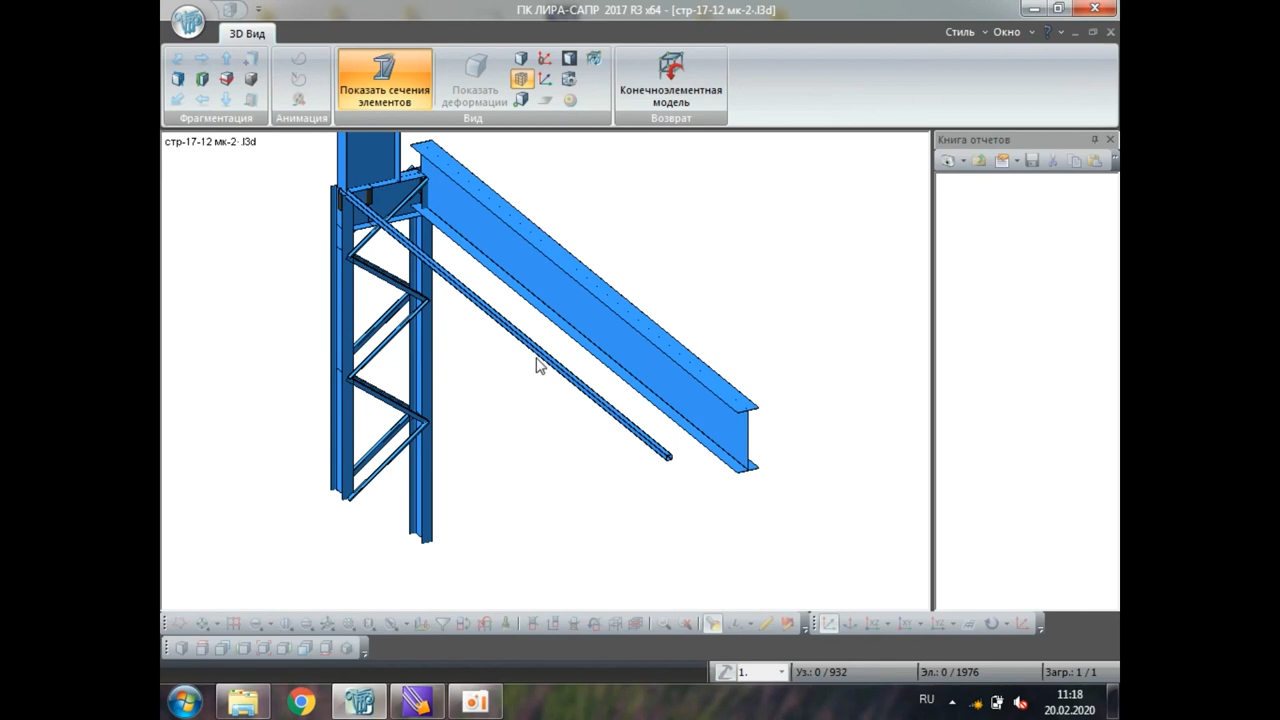 ПК ЛИРА-САПР 2017 R3 x64 - [стр-17-12 мк-2·.l3d]
3D Вид
Стиль
Окно
Показать сечения элементов
Показать деформации
Конечноэлементная модель
Фрагментация
Анимация
Вид
Возврат
стр-17-12 мк-2·.l3d
Книга отчетов
1.
Уз.: 0 / 932
Эл.: 0 / 1976
Загр.: 1 / 1
RU
11:18
20.02.2020